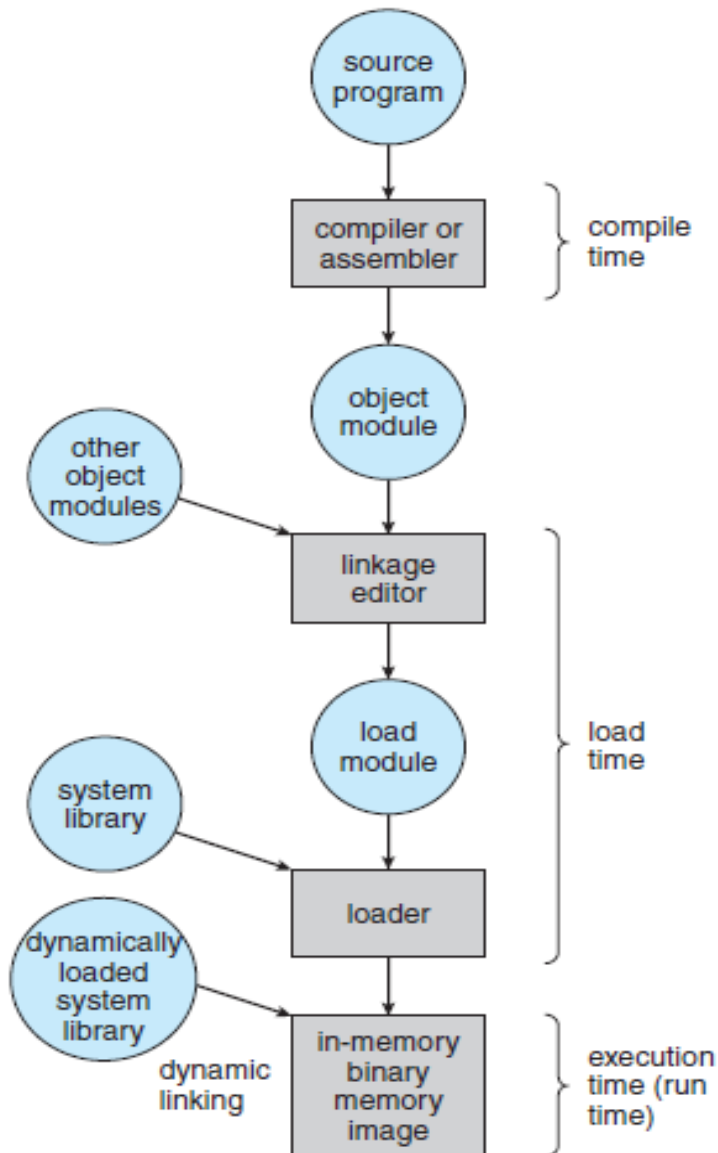 source
program
compiler or
assembler
compile
time
object
module
other
object
modules
linkage
editor
load
module
load
time
system
library
loader
dynamically
loaded
system
library
dynamic
linking
in-memory
binary
memory
image
execution
time (run
time)